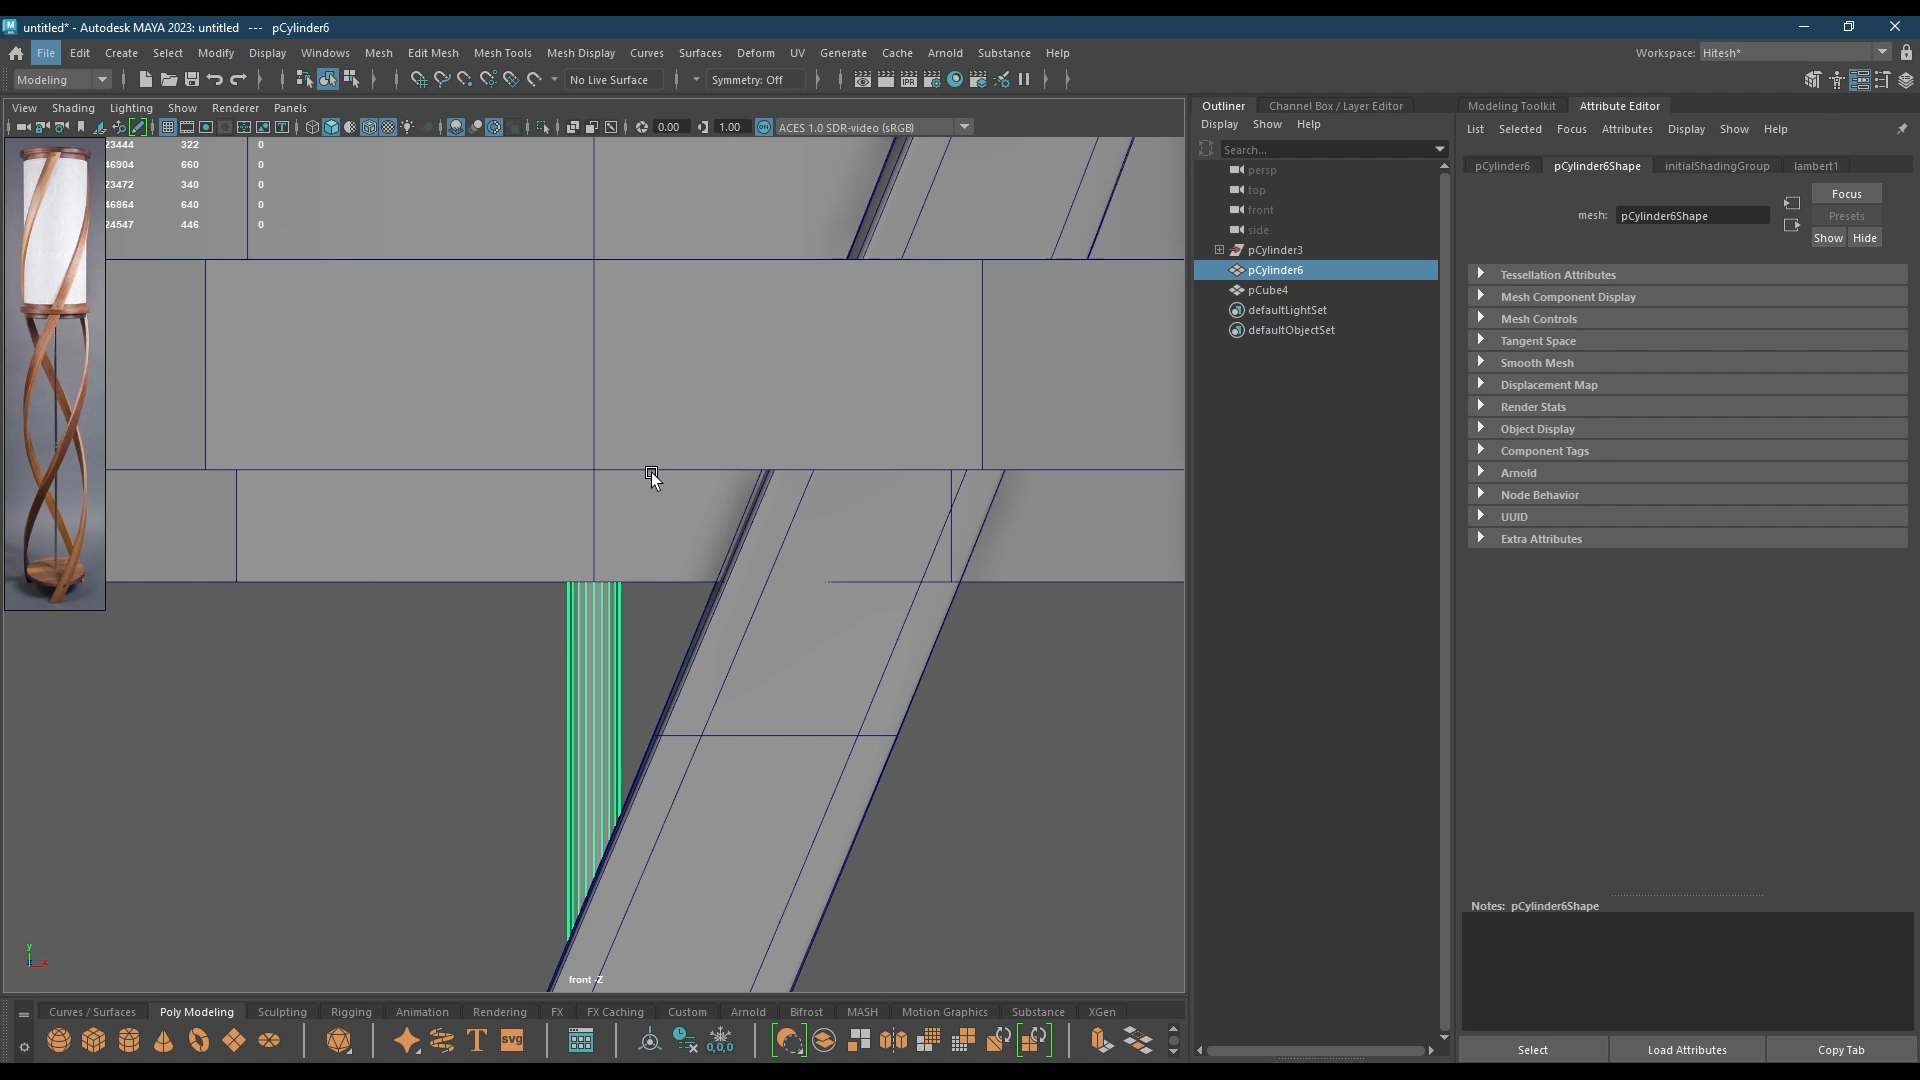 untitled* - Autodesk MAYA 2023: untitled --- pCylinder6
File Edit Create Select Modify Display Windows Mesh Edit Mesh Mesh Tools Mesh Display Curves Surfaces Deform UV Generate Cache Arnold Substance Help
Workspace: Hitesh*
Modeling
No Live Surface
Symmetry: Off
IPR
View Shading Lighting Show Renderer Panels
0.00
1.00
ON
ACES 1.0 SDR-video (sRGB)
23444 322 0
46904 660 0
23472 340 0
46864 640 0
24547 446 0
front -Z
y
x
Outliner Channel Box / Layer Editor
Display Show Help
Search...
persp
top
front
side
pCylinder3
pCylinder6
pCube4
defaultLightSet
defaultObjectSet
Modeling Toolkit Attribute Editor
List Selected Focus Attributes Display Show Help
pCylinder6 pCylinder6Shape initialShadingGroup lambert1
Focus
mesh: pCylinder6Shape
Presets
Show Hide
Tessellation Attributes
Mesh Component Display
Mesh Controls
Tangent Space
Smooth Mesh
Displacement Map
Render Stats
Object Display
Component Tags
Arnold
Node Behavior
UUID
Extra Attributes
Notes: pCylinder6Shape
Select Load Attributes Copy Tab
Curves / Surfaces Poly Modeling Sculpting Rigging Animation Rendering FX FX Caching Custom Arnold Bifrost MASH Motion Graphics Substance XGen
T
svg
0,0,0